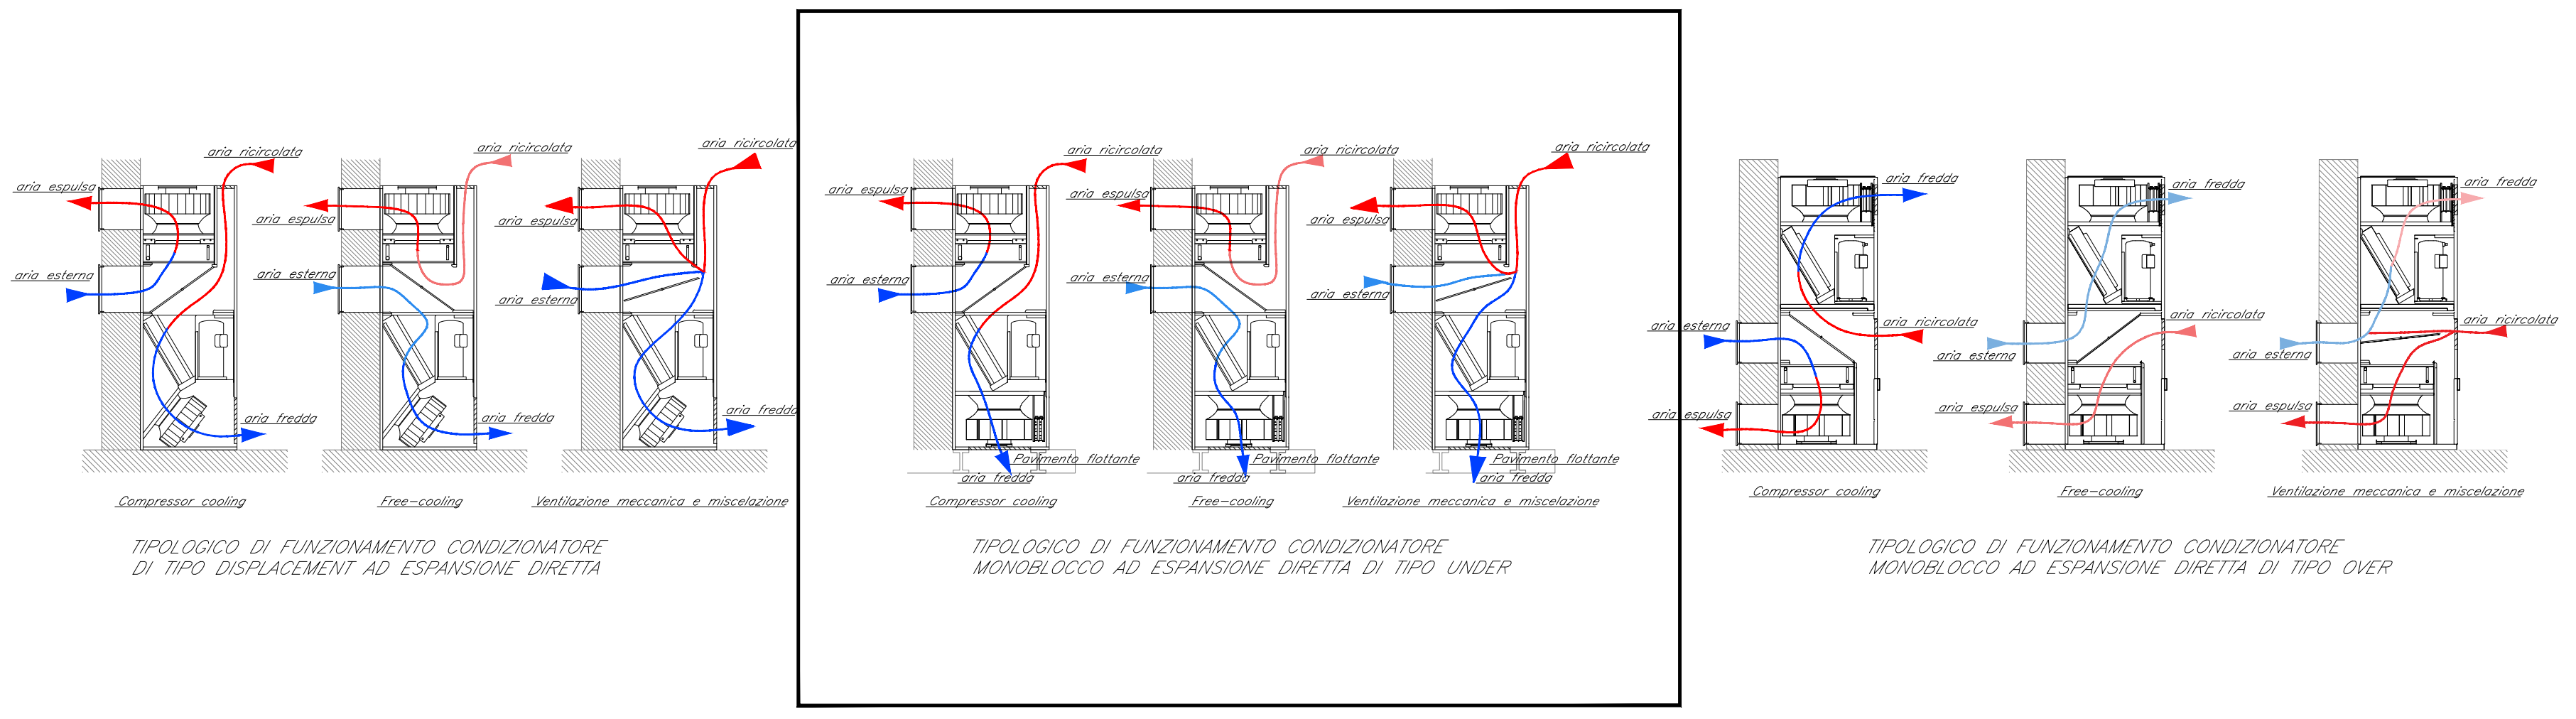 aria ricircolata
aria espulsa
aria esterna
aria fredda
Compressor cooling
aria ricircolata
aria espulsa
aria esterna
aria fredda
Free-cooling
aria ricircolata
aria espulsa
aria esterna
aria fredda
Ventilazione meccanica e miscelazione
TIPOLOGICO DI FUNZIONAMENTO CONDIZIONATORE
DI TIPO DISPLACEMENT AD ESPANSIONE DIRETTA
aria ricircolata
aria espulsa
aria esterna
Pavimento flottante
aria fredda
Compressor cooling
aria ricircolata
aria espulsa
aria esterna
Pavimento flottante
aria fredda
Free-cooling
aria ricircolata
aria espulsa
aria esterna
Pavimento flottante
aria fredda
Ventilazione meccanica e miscelazione
TIPOLOGICO DI FUNZIONAMENTO CONDIZIONATORE
MONOBLOCCO AD ESPANSIONE DIRETTA DI TIPO UNDER
aria fredda
aria esterna
aria ricircolata
aria espulsa
Compressor cooling
aria fredda
aria ricircolata
aria esterna
aria espulsa
Free-cooling
aria fredda
aria ricircolata
aria esterna
aria espulsa
Ventilazione meccanica e miscelazione
TIPOLOGICO DI FUNZIONAMENTO CONDIZIONATORE
MONOBLOCCO AD ESPANSIONE DIRETTA DI TIPO OVER